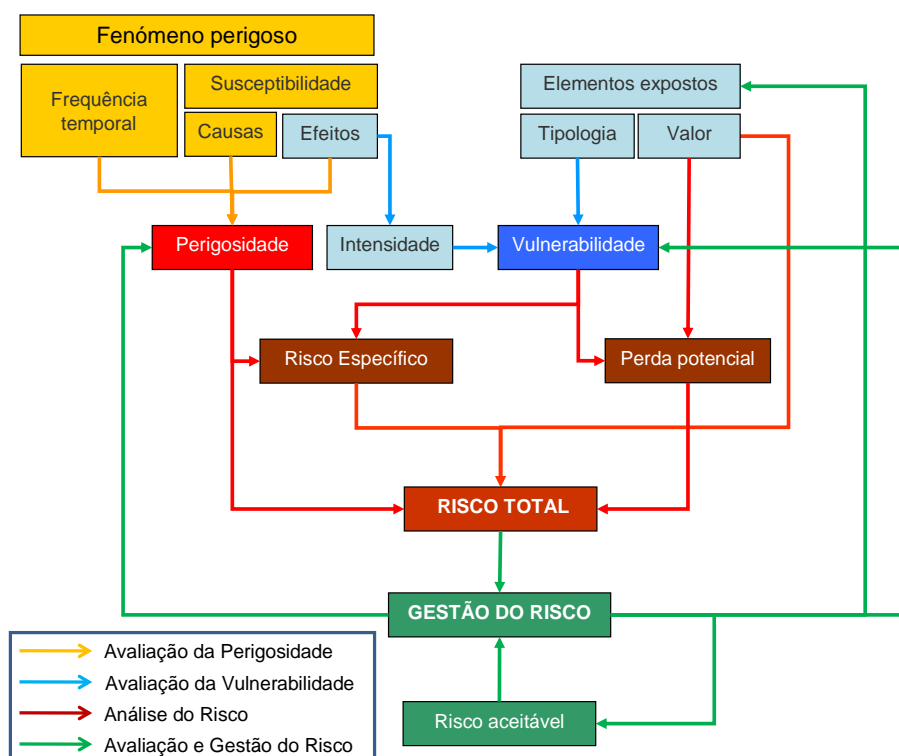 Fenómeno perigoso
Frequência
temporal
Susceptibilidade
Causas
Efeitos
Elementos expostos
Tipologia
Valor
Perigosidade
Intensidade
Vulnerabilidade
Risco Específico
Perda potencial
RISCO TOTAL
GESTÃO DO RISCO
Risco aceitável
Avaliação da Perigosidade
Avaliação da Vulnerabilidade
Análise do Risco
Avaliação e Gestão do Risco